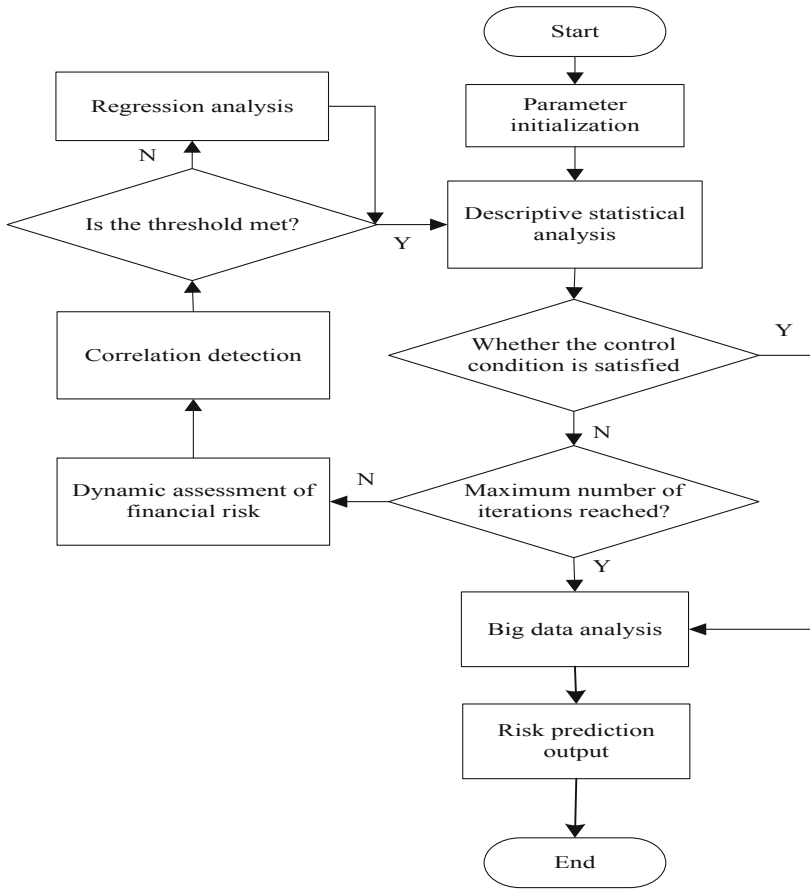 Start
Parameter
initialization
Descriptive statistical
analysis
Whether the control
condition is satisfied
Y
N
Maximum number of
iterations reached?
N
Y
Dynamic assessment of
financial risk
Correlation detection
Is the threshold met?
N
Y
Regression analysis
Big data analysis
Risk prediction
output
End